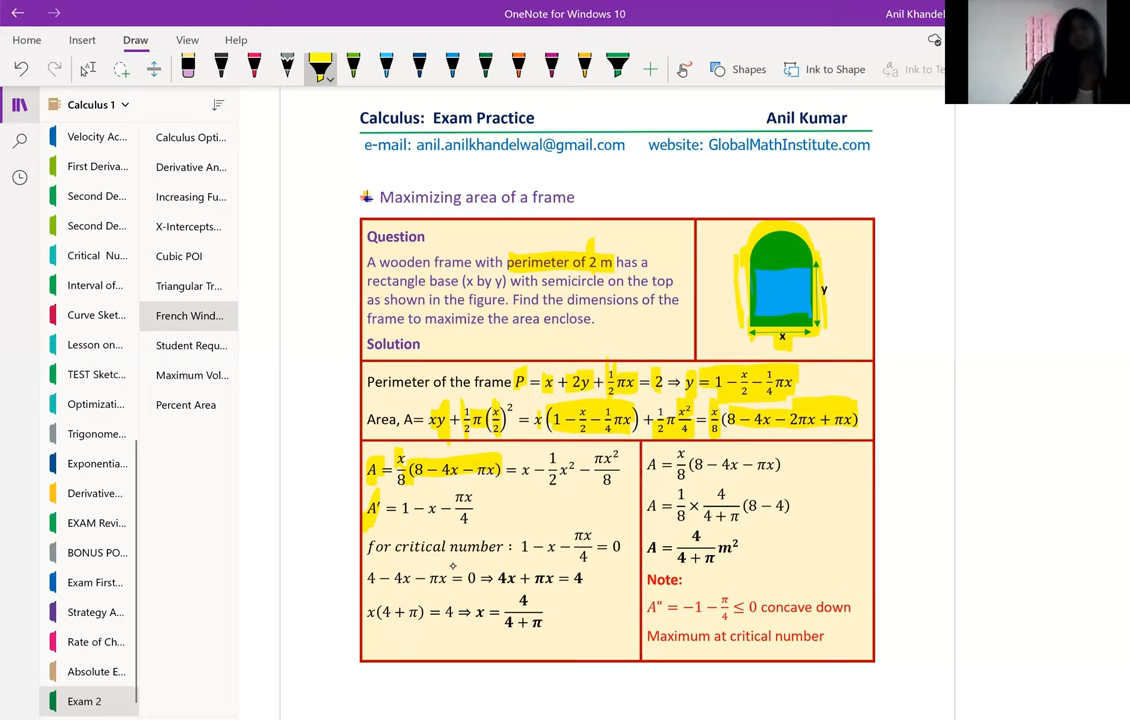 OneNote for Windows 10
Anil Khandel
Home Insert Draw View Help
Shapes Ink to Shape Ink to Te
Calculus 1
Velocity Ac...
First Deriva...
Second De...
Second De...
Critical Nu...
Interval of...
Curve Sket...
Lesson on...
TEST Sketc...
Optimizati...
Trigonome...
Exponentia...
Derivative...
EXAM Revi...
BONUS PO...
Exam First...
Strategy A...
Rate of Ch...
Absolute E...
Exam 2
Calculus Opti...
Derivative An...
Increasing Fu...
X-Intercepts...
Cubic POI
Triangular Tr...
French Wind...
Student Requ...
Maximum Vol...
Percent Area
Calculus: Exam Practice Anil Kumar
e-mail: anil.anilkhandelwal@gmail.com website: GlobalMathInstitute.com
Maximizing area of a frame
Question
A wooden frame with perimeter of 2 m has a
rectangle base (x by y) with semicircle on the top
as shown in the figure. Find the dimensions of the
frame to maximize the area enclose.
Solution
y
x
Perimeter of the frame P = x + 2y + 1/2 πx = 2 ⇒ y = 1 − x/2 − 1/4 πx
Area, A= xy + 1/2 π (x/2)² = x (1 − x/2 − 1/4 πx) + 1/2 π x²/4 = x/8 (8 − 4x − 2πx + πx)
A = x/8 (8 − 4x − πx) = x − 1/2 x² − πx²/8
A′ = 1 − x − πx/4
for critical number : 1 − x − πx/4 = 0
4 − 4x − πx = 0 ⇒ 4x + πx = 4
x(4 + π) = 4 ⇒ x = 4/(4 + π)
A = x/8 (8 − 4x − πx)
A = 1/8 × 4/(4 + π) (8 − 4)
A = 4/(4 + π) m²
Note:
A" = −1 − π/4 ≤ 0 concave down
Maximum at critical number